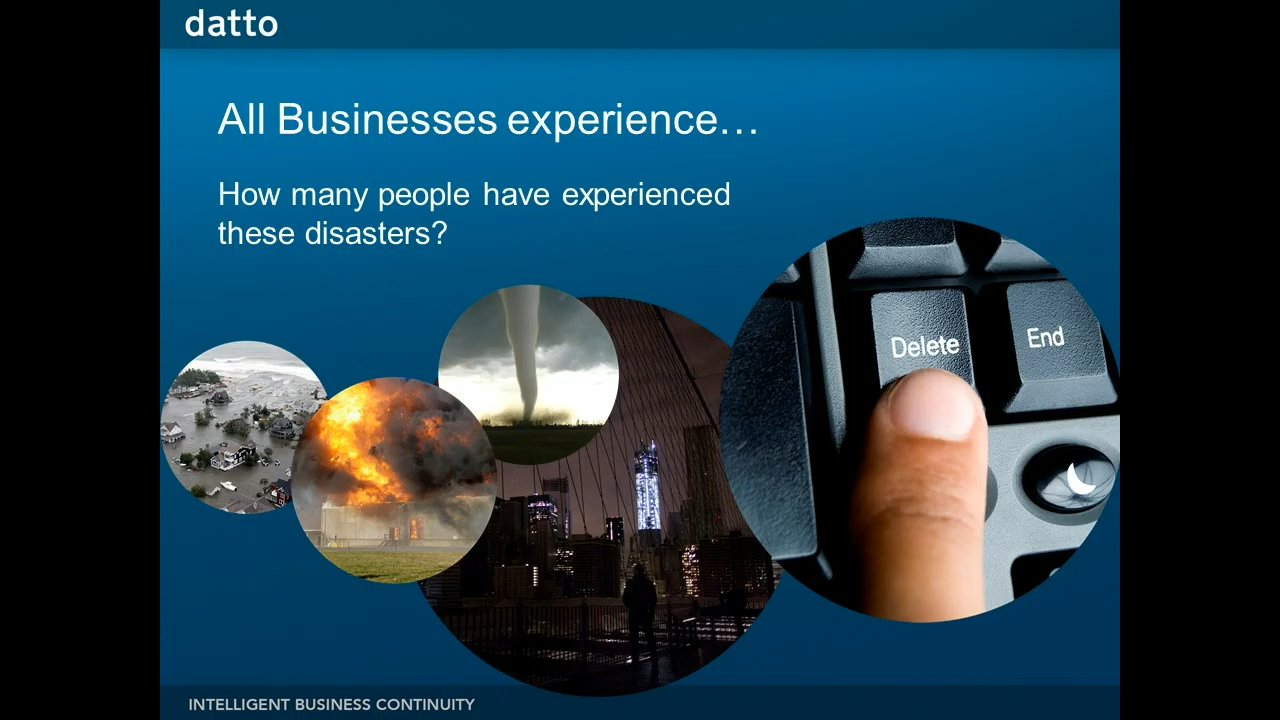 datto
All Businesses experience…
How many people have experienced
these disasters?
Delete
End
INTELLIGENT BUSINESS CONTINUITY